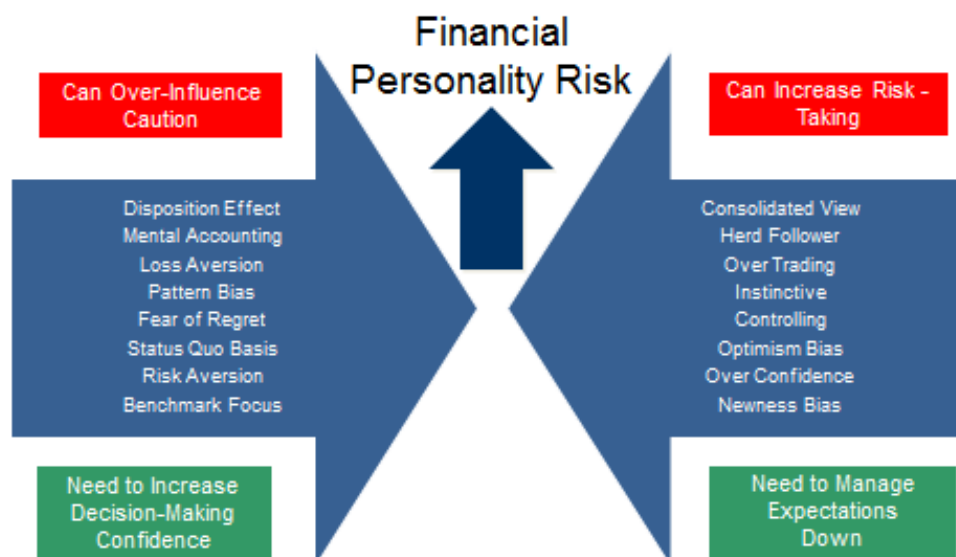 Financial
Personality Risk
Can Over-Influence
Caution
Can Increase Risk -
Taking
Disposition Effect
Mental Accounting
Loss Aversion
Pattern Bias
Fear of Regret
Status Quo Basis
Risk Aversion
Benchmark Focus
Consolidated View
Herd Follower
Over Trading
Instinctive
Controlling
Optimism Bias
Over Confidence
Newness Bias
Need to Increase
Decision-Making
Confidence
Need to Manage
Expectations
Down